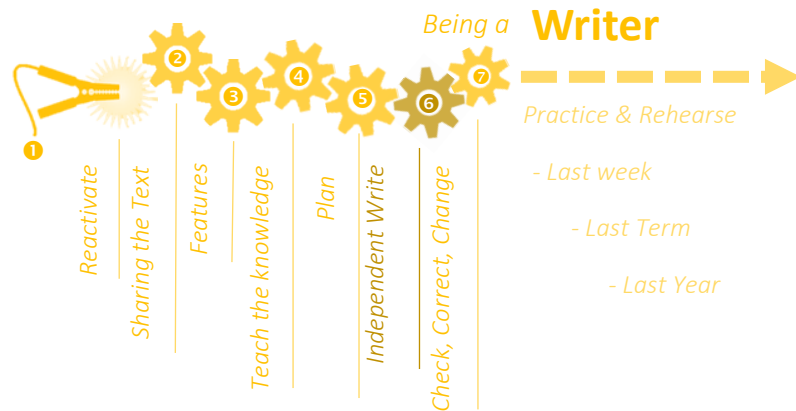 Being a Writer
1
2
3
4
5
6
7
Reactivate
Sharing the Text
Features
Teach the knowledge
Plan
Independent Write
Check, Correct, Change
Practice & Rehearse
- Last week
- Last Term
- Last Year